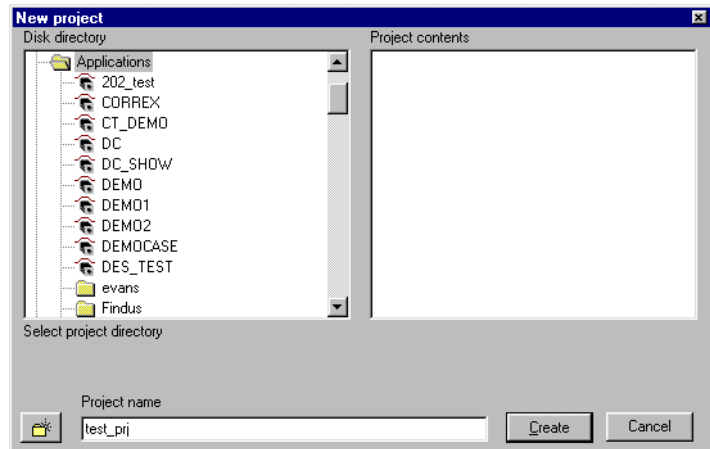 New project
Disk directory
Project contents
Applications
202_test
CORREX
CT_DEMO
DC
DC_SHOW
DEMO
DEMO1
DEMO2
DEMOCASE
DES_TEST
evans
Findus
Select project directory
Project name
test_prj
Create
Cancel